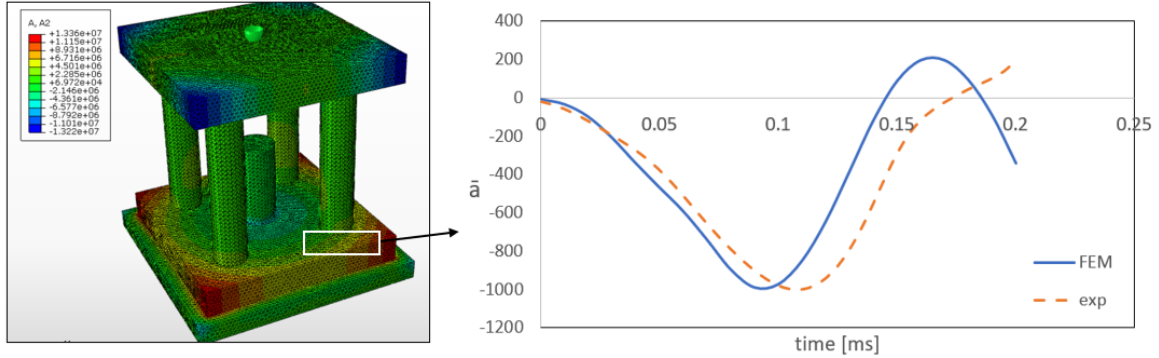 A, A2
+1.336e+07
+1.115e+07
+8.931e+06
+6.716e+06
+4.501e+06
+2.285e+06
+6.972e+04
-2.146e+06
-4.361e+06
-6.577e+06
-8.792e+06
-1.101e+07
-1.322e+07
400
200
0
-200
-400
-600
-800
-1000
-1200
0 0.05 0.1 0.15 0.2 0.25
ā
time [ms]
FEM
exp